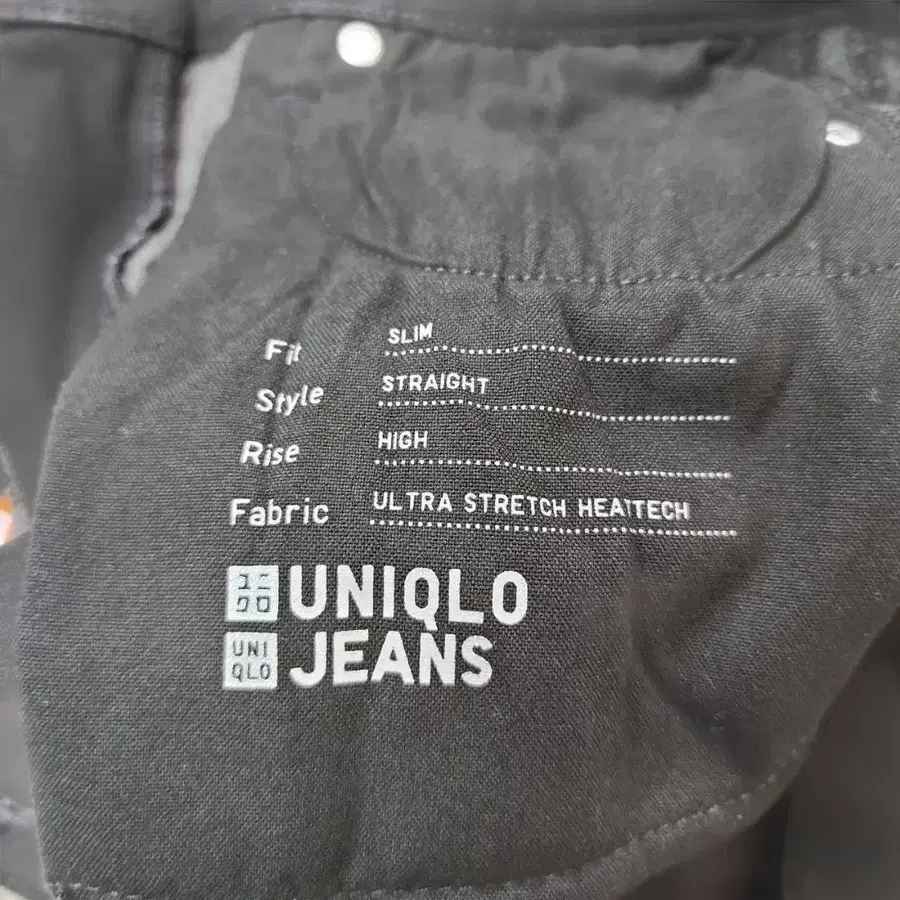 Fit SLIM
Style STRAIGHT
Rise HIGH
Fabric ULTRA STRETCH HEATTECH
ユニ UNIQLO
クロ
UNI JEANS
QLO